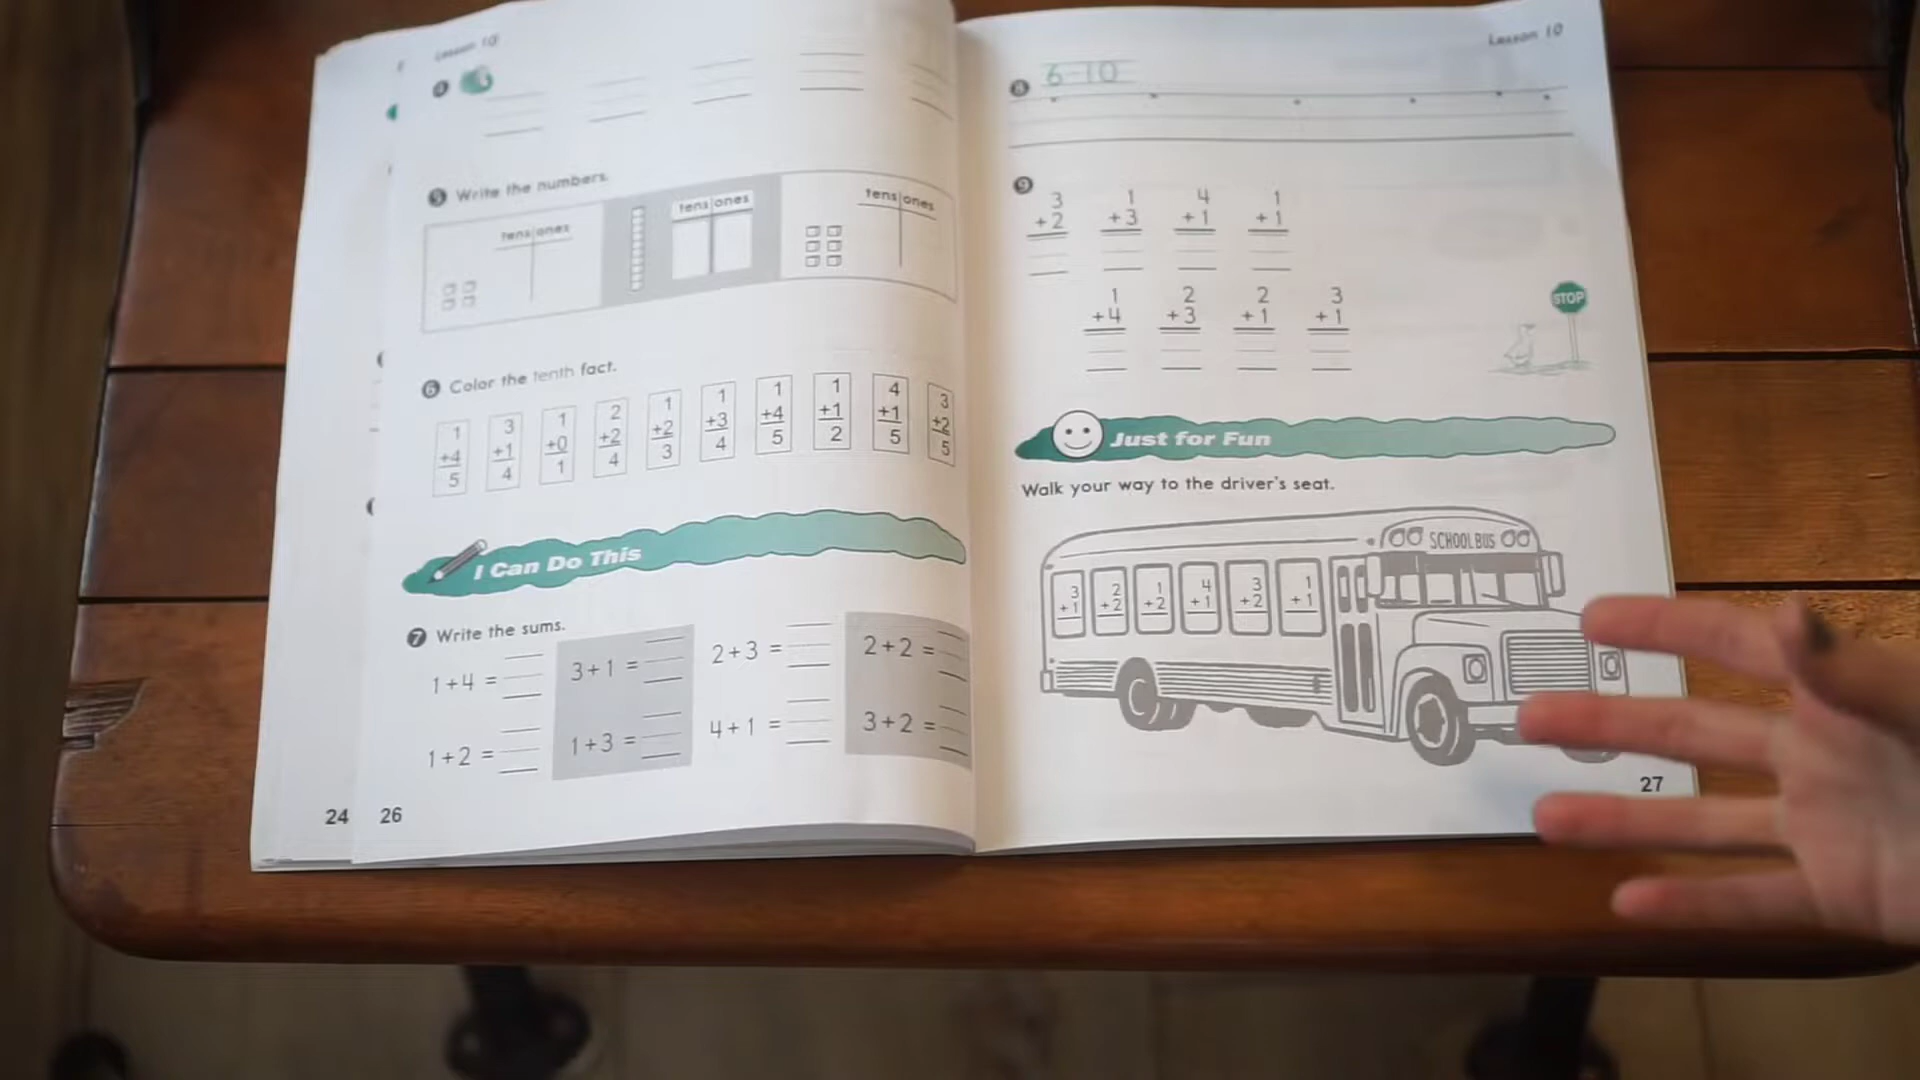 Lesson 10
4
5 Write the numbers.
tens ones
tens ones
tens ones
6 Color the tenth fact.
1 3 1 2 1 1 1 1 4 3
+4 +1 +0 +2 +2 +3 +4 +1 +1 +2
5 4 1 4 3 4 5 2 5 5
I Can Do This
7 Write the sums.
1+4 = 3+1 = 2+3 = 2+2 =
1+2 = 1+3 = 4+1 = 3+2 =
24 26
Lesson 10
8 6-10
9
3 1 4 1
+2 +3 +1 +1
1 2 2 3
+4 +3 +1 +1
STOP
Just for Fun
Walk your way to the driver's seat.
SCHOOL BUS
3 2 1 4 3 1
+1 +2 +2 +1 +2 +1
27